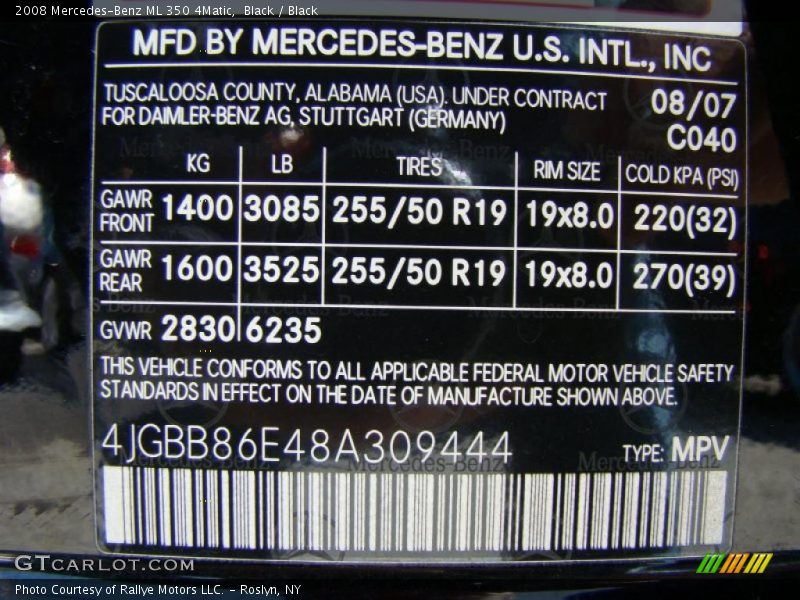 2008 Mercedes-Benz ML 350 4Matic, Black / Black
MFD BY MERCEDES-BENZ U.S. INTL., INC
TUSCALOOSA COUNTY, ALABAMA (USA). UNDER CONTRACT 08/07
FOR DAIMLER-BENZ AG, STUTTGART (GERMANY) C040
KG LB TIRES RIM SIZE COLD KPA (PSI)
GAWR FRONT 1400 3085 255/50 R19 19x8.0 220(32)
GAWR REAR 1600 3525 255/50 R19 19x8.0 270(39)
GVWR 2830 6235
THIS VEHICLE CONFORMS TO ALL APPLICABLE FEDERAL MOTOR VEHICLE SAFETY
STANDARDS IN EFFECT ON THE DATE OF MANUFACTURE SHOWN ABOVE.
4JGBB86E48A309444 TYPE: MPV
GTCARLOT.COM
Photo Courtesy of Rallye Motors LLC. - Roslyn, NY